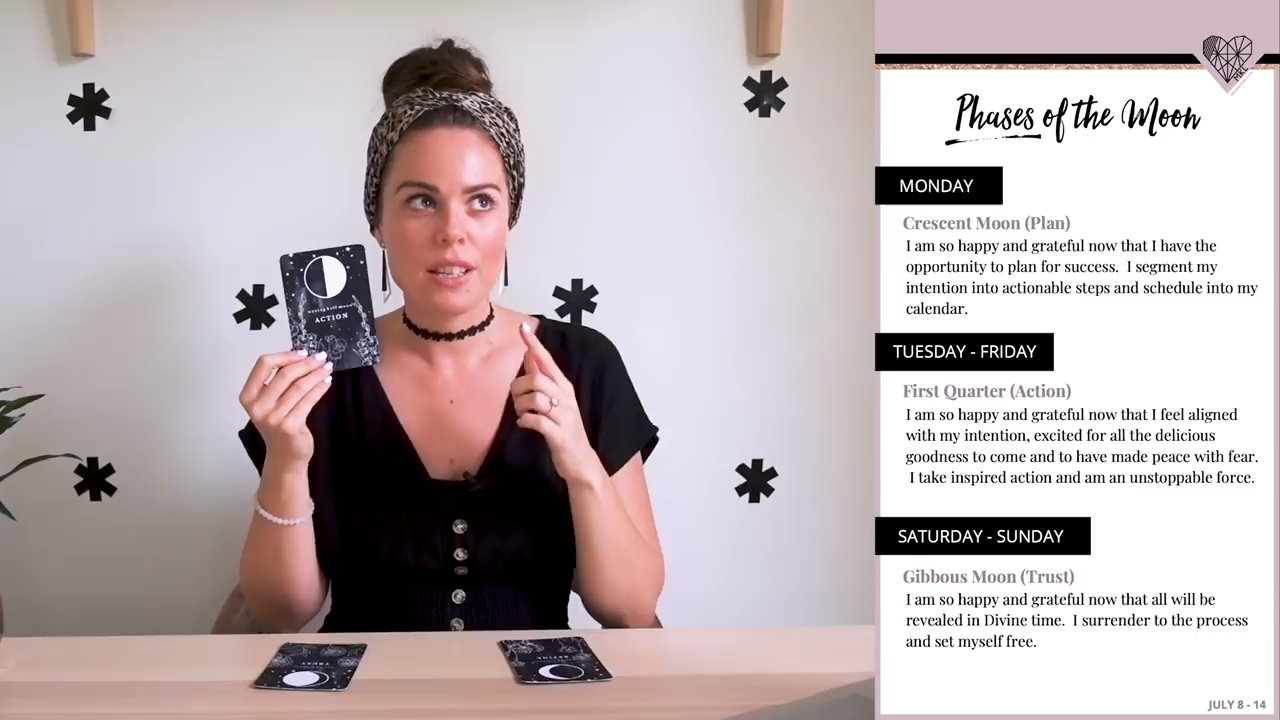 waxing half moon
ACTION
TRUST
REFINE
Phases of the Moon
MONDAY
Crescent Moon (Plan)
I am so happy and grateful now that I have the
opportunity to plan for success.  I segment my
intention into actionable steps and schedule into my
calendar.
TUESDAY - FRIDAY
First Quarter (Action)
I am so happy and grateful now that I feel aligned
with my intention, excited for all the delicious
goodness to come and to have made peace with fear.
I take inspired action and am an unstoppable force.
SATURDAY - SUNDAY
Gibbous Moon (Trust)
I am so happy and grateful now that all will be
revealed in Divine time.  I surrender to the process
and set myself free.
JULY 8 - 14